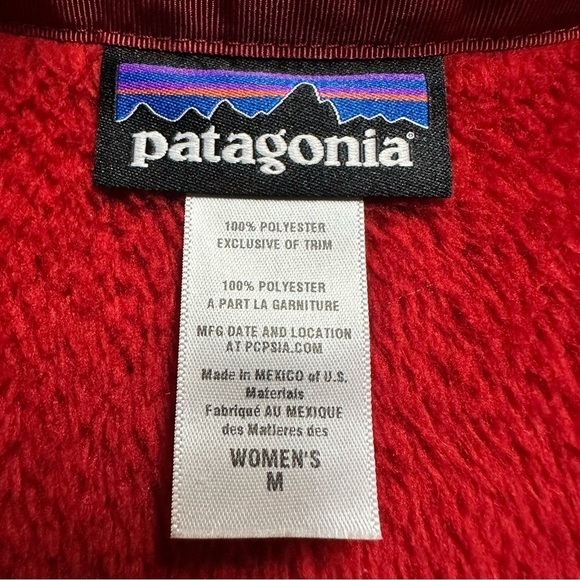 patagonia®
100% POLYESTER
EXCLUSIVE OF TRIM
100% POLYESTER
A PART LA GARNITURE
MFG DATE AND LOCATION
AT PCPSIA.COM
Made in MEXICO of U.S.
Materials
Fabriqué AU MEXIQUE
des Matieres des
WOMEN'S
M